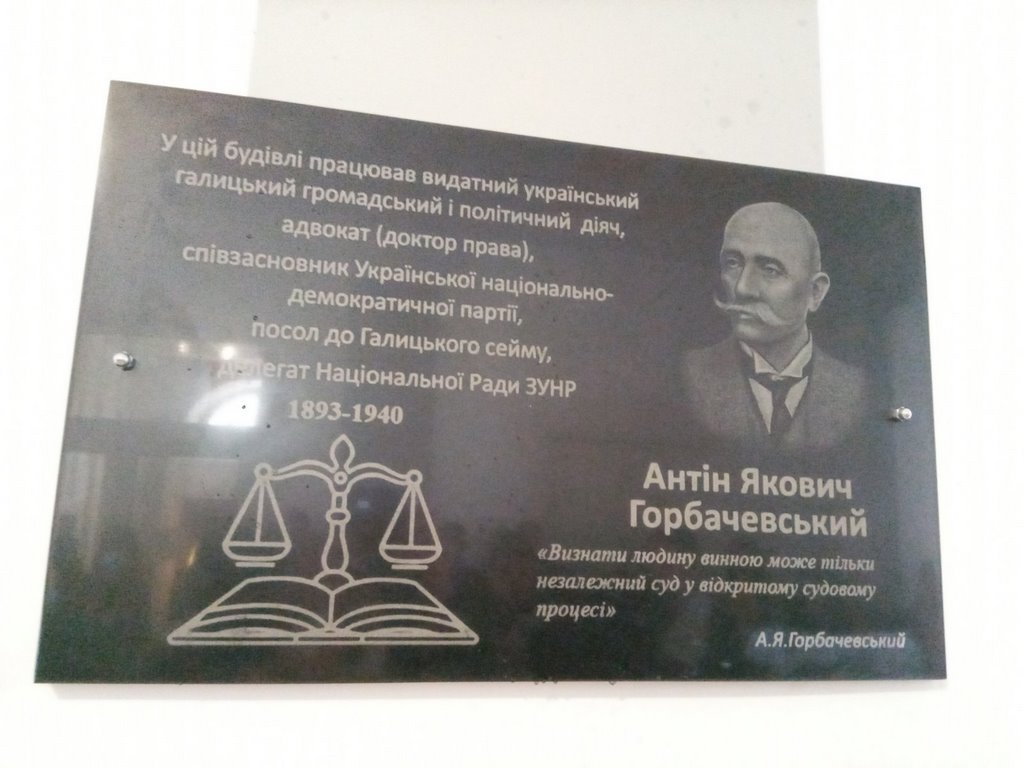 У цій будівлі працював видатний український
галицький громадський і політичний діяч,
адвокат (доктор права),
співзасновник Української національно-
демократичної партії,
посол до Галицького сейму,
делегат Національної Ради ЗУНР
1893-1940
Антін Якович
Горбачевський
«Визнати людину винною може тільки
незалежний суд у відкритому судовому
процесі»
А.Я.Горбачевський